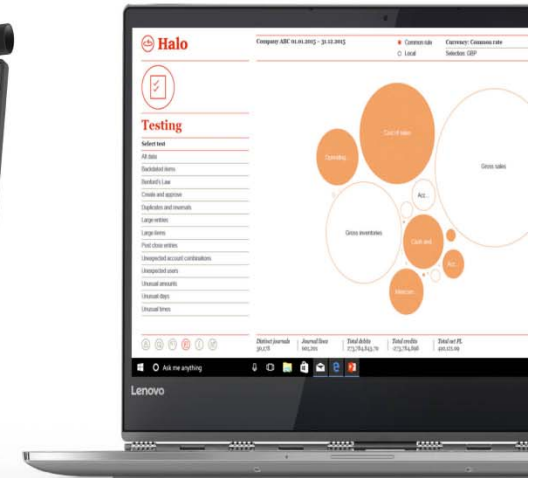 Halo
Company ABC 01.01.2015 – 31.12.2015
Common rate
Local
Currency: Common rate
Selection: GBP
Testing
Select test
All data
Backdated items
Benford's Law
Create and approve
Duplicates and reversals
Large entries
Large items
Post close entries
Unexpected account combinations
Unexpected users
Unusual amounts
Unusual days
Unusual times
Cost of sales
Operating...
Gross sales
Acc...
Gross inventories
Cash and...
Acc...
Distinct journals
Journal lines
Total debits
Total credits
Total net PL
Ask me anything
Lenovo